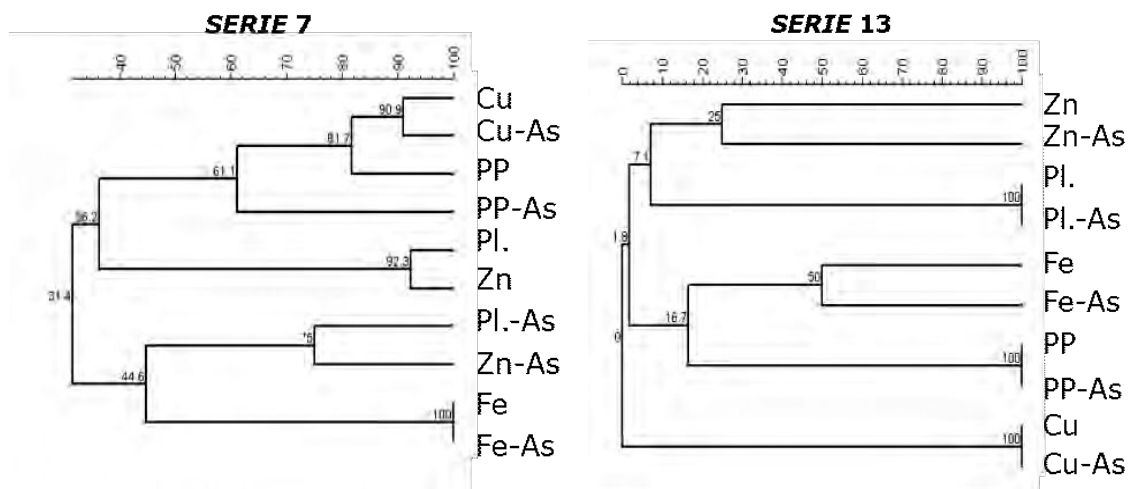 SERIE 7
40 50 60 70 80 90 100
Cu
90.9
Cu-As
81.7
PP
61.1
PP-As
36.2
Pl.
92.3
Zn
31.4
Pl.-As
75
Zn-As
44.6
Fe
100
Fe-As
SERIE 13
0 10 20 30 40 50 60 70 80 90 100
Zn
25
Zn-As
7.1
Pl.
100
Pl.-As
1.8
Fe
50
Fe-As
16.7
0
PP
100
PP-As
Cu
100
Cu-As